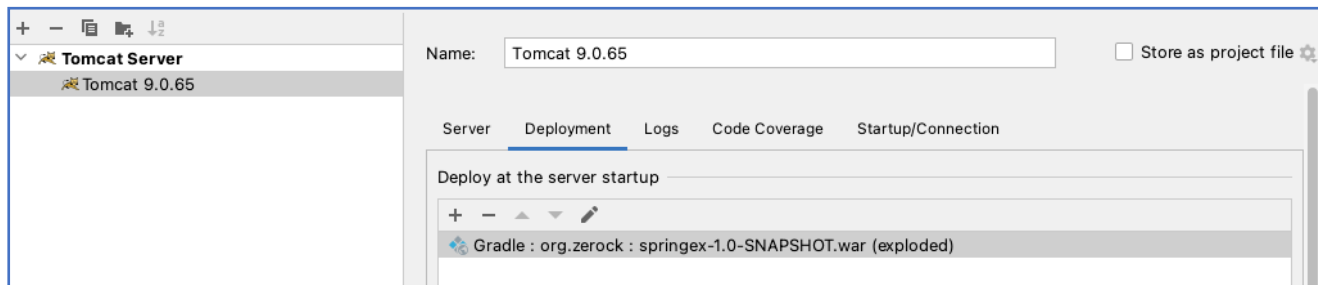 Tomcat Server
Tomcat 9.0.65
Name: Tomcat 9.0.65 Store as project file
Server Deployment Logs Code Coverage Startup/Connection
Deploy at the server startup
Gradle : org.zerock : springex-1.0-SNAPSHOT.war (exploded)